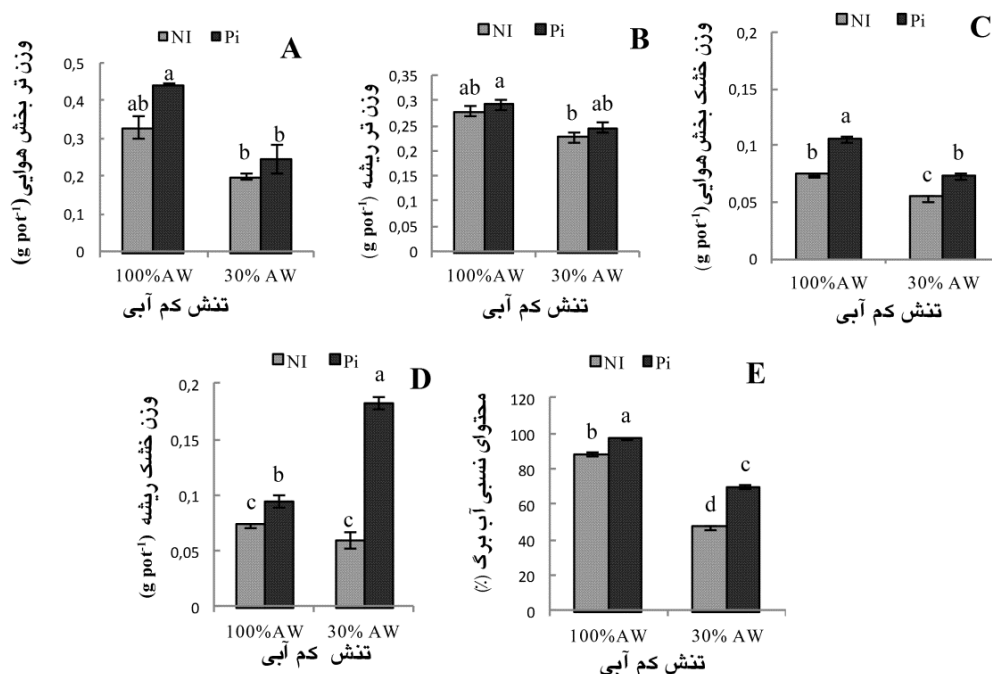 NI Pi A
وزن تر بخش هوایی (g pot-1)
0,5
0,4
0,3
0,2
0,1
0
ab a b b
100%AW 30% AW
تنش کم آبی
NI Pi B
وزن تر ریشه (g pot-1)
0,35
0,3
0,25
0,2
0,15
0,1
0,05
0
ab a b ab
100%AW 30% AW
تنش کم آبی
NI Pi C
وزن خشک بخش هوایی (g pot-1)
0,2
0,15
0,1
0,05
0
b a c b
100%AW 30% AW
تنش کم آبی
NI Pi D
وزن خشک ریشه (g pot-1)
0,2
0,15
0,1
0,05
0
c b c a
100%AW 30% AW
تنش کم آبی
NI Pi E
محتوای نسبی آب برگ (%)
120
100
80
60
40
20
0
b a d c
100%AW 30% AW
تنش کم آبی